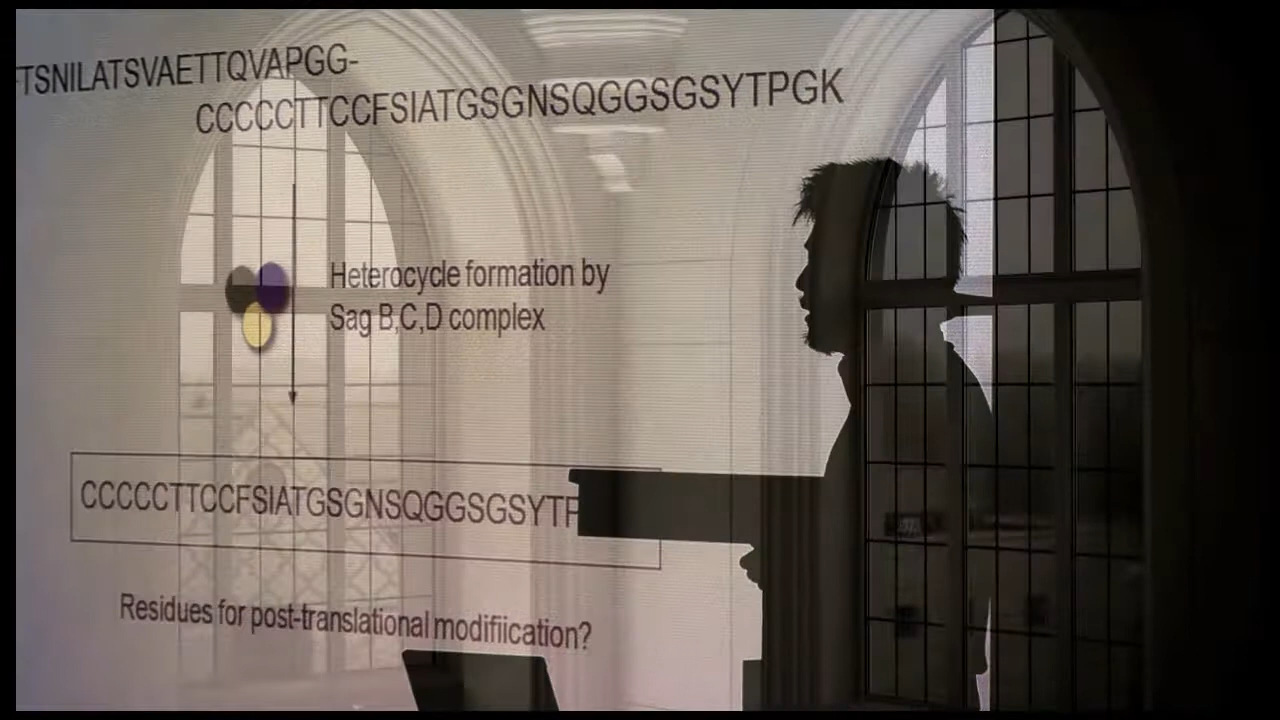 -TSNILATSVAETTQVAPGG-
CCCCCTTCCFSIATGSGNSQGGSGSYTPGK
Heterocycle formation by
Sag B,C,D complex
CCCCCTTCCFSIATGSGNSQGGSGSYTP
Residues for post-translational modifiication?